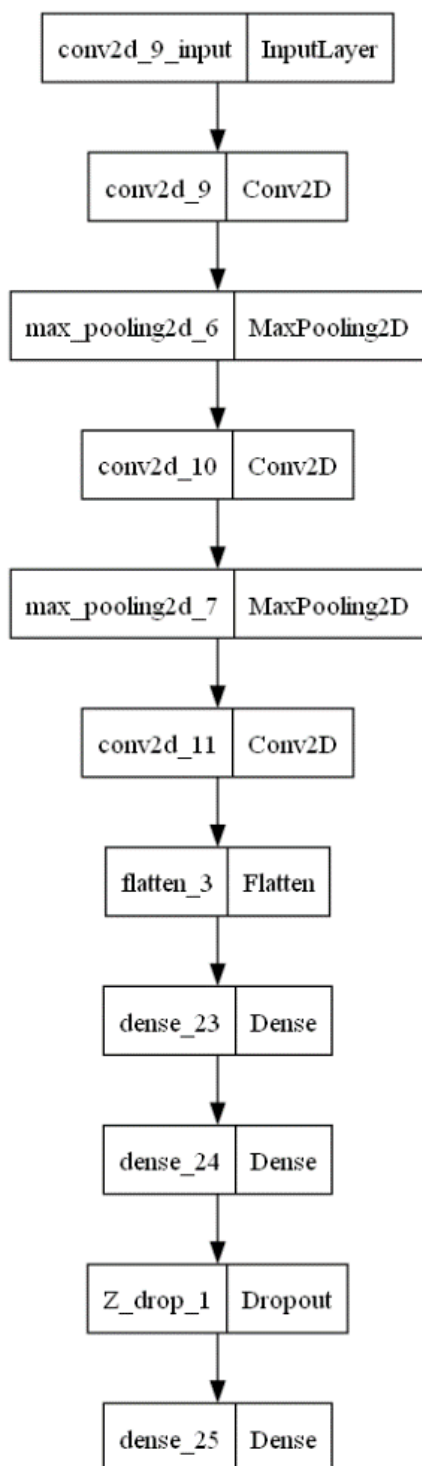 conv2d_9_input InputLayer
conv2d_9 Conv2D
max_pooling2d_6 MaxPooling2D
conv2d_10 Conv2D
max_pooling2d_7 MaxPooling2D
conv2d_11 Conv2D
flatten_3 Flatten
dense_23 Dense
dense_24 Dense
Z_drop_1 Dropout
dense_25 Dense